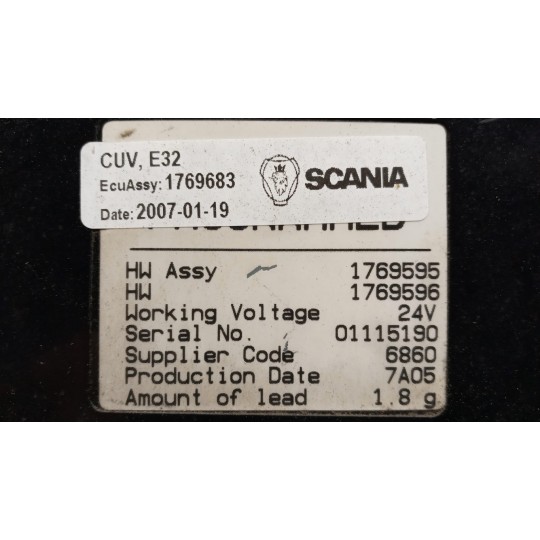 CUV, E32
EcuAssy: 1769683
SCANIA
Date: 2007-01-19
HW Assy 1769595
HW 1769596
Working Voltage 24V
Serial No. 01115190
Supplier Code 6860
Production Date 7A05
Amount of lead 1.8 g